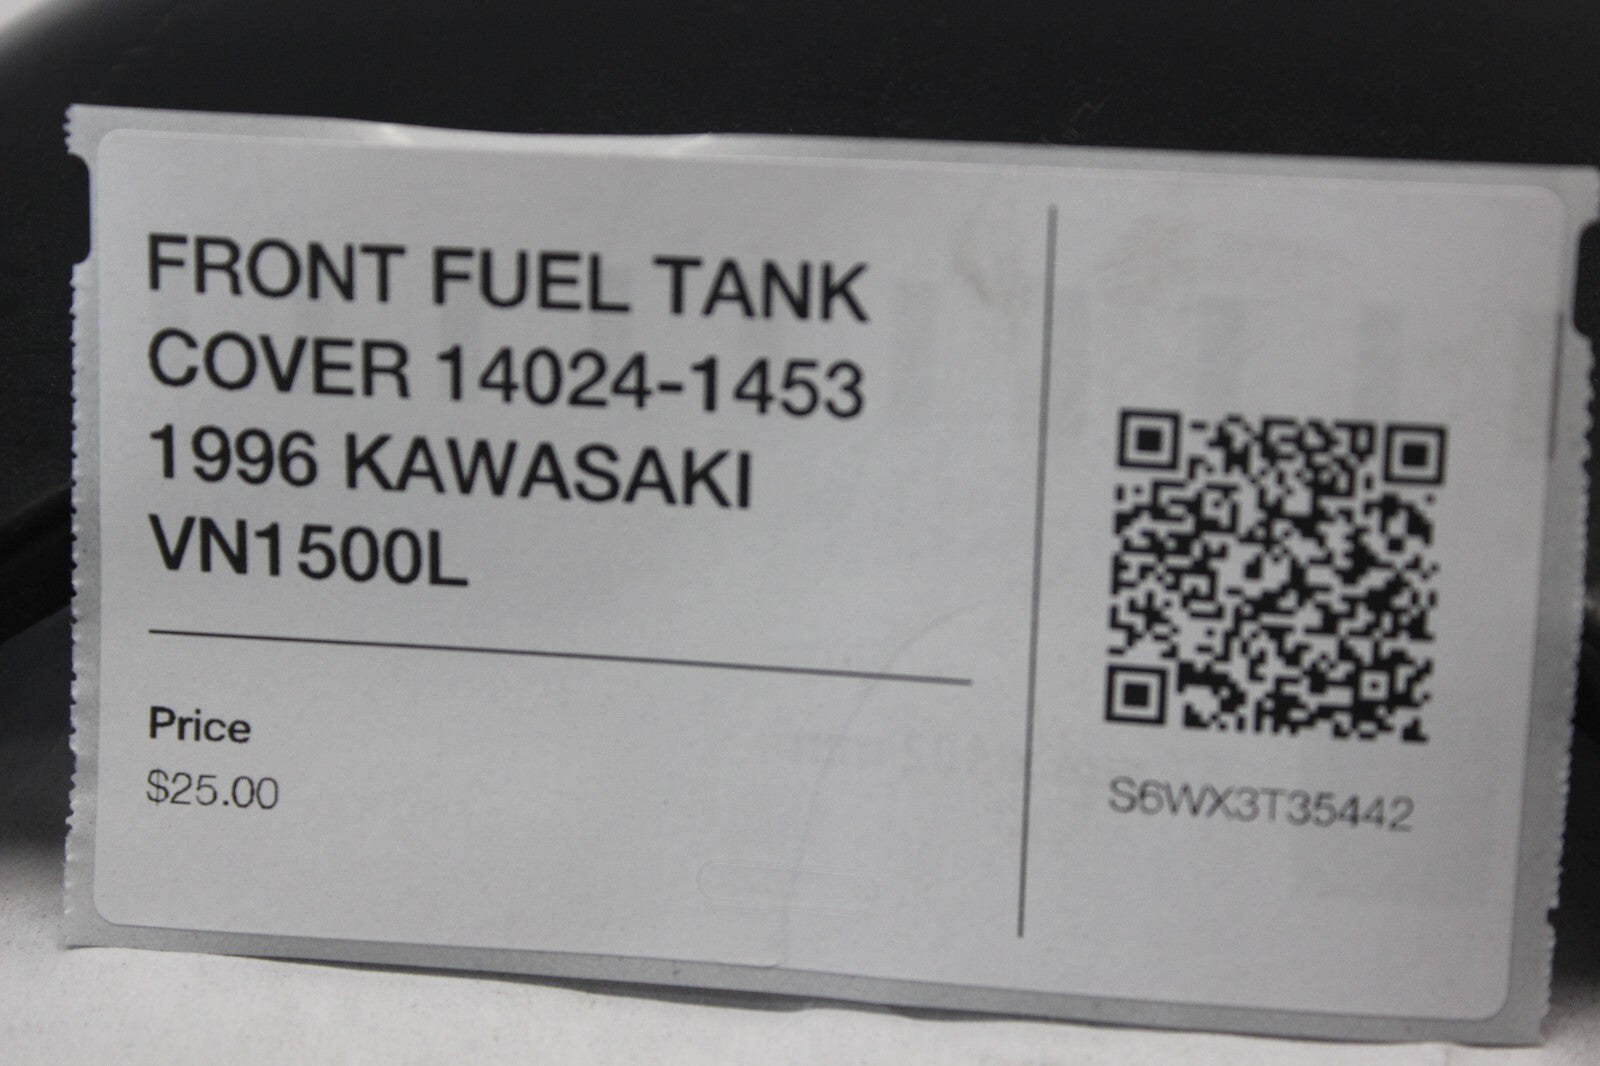 FRONT FUEL TANK
COVER 14024-1453
1996 KAWASAKI
VN1500L
Price
$25.00
S6WX3T35442